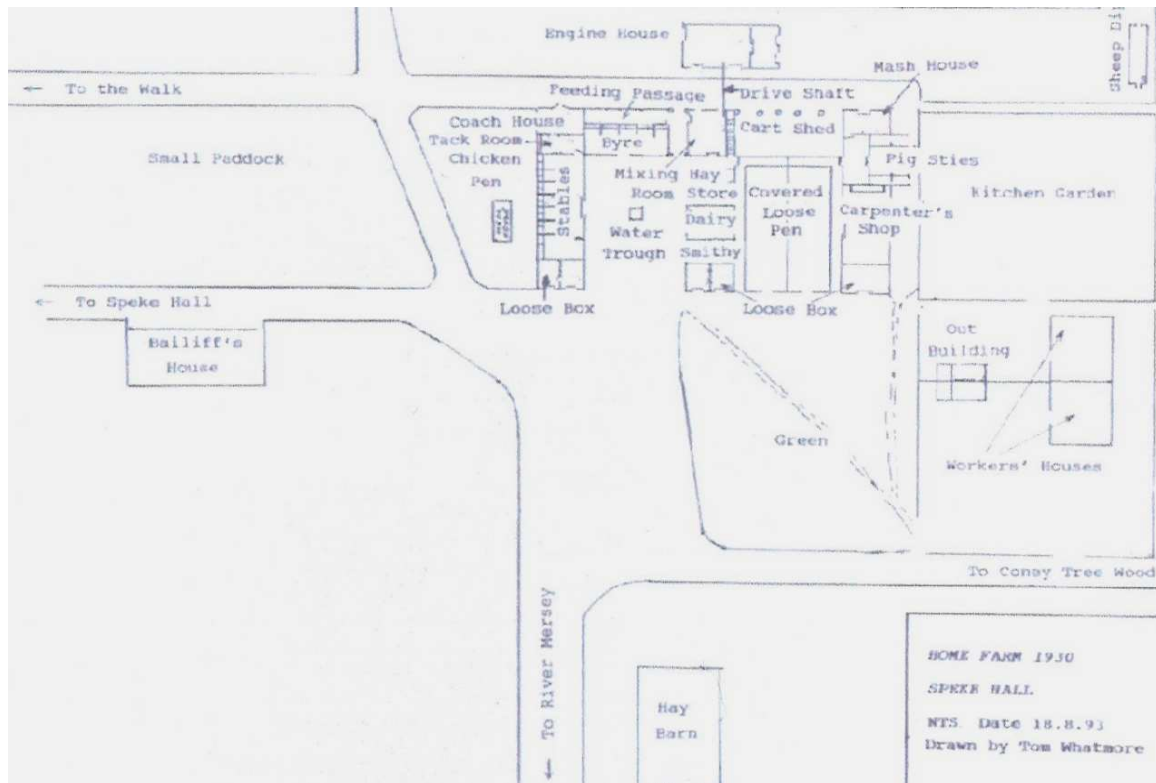 Engine House
Sheep Di
Mash House
← To the Walk
Feeding Passage
Drive Shaft
Coach House
Cart Shed
Tack Room
Byre
Small Paddock
Chicken
Pen
Pig Sties
Mixing Hay
Room Store
Kitchen Garden
Stables
Covered
Loose
Pen
Dairy
Carpenter's
Shop
Water
Trough
Smithy
← To Speke Hall
Loose Box
Loose Box
Bailiff's
House
Out
Building
Green
Workers' Houses
To Coney Tree Wood
← To River Mersey
Hay
Barn
HOME FARM 1930
SPEKE HALL
NTS. Date 18.8.93
Drawn by Tom Whatmore